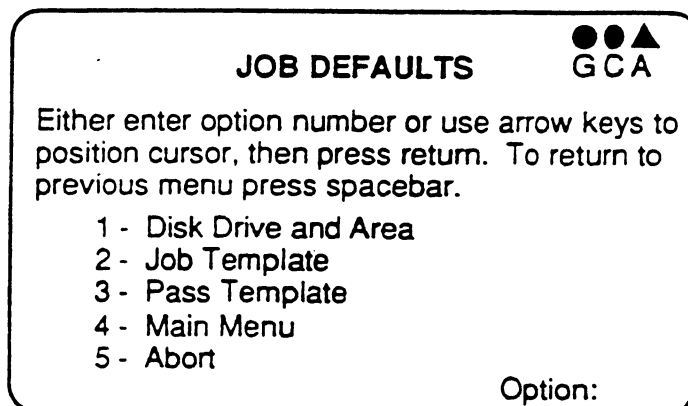 JOB DEFAULTS
GCA
Either enter option number or use arrow keys to
position cursor, then press return. To return to
previous menu press spacebar.
1 - Disk Drive and Area
2 - Job Template
3 - Pass Template
4 - Main Menu
5 - Abort
Option: